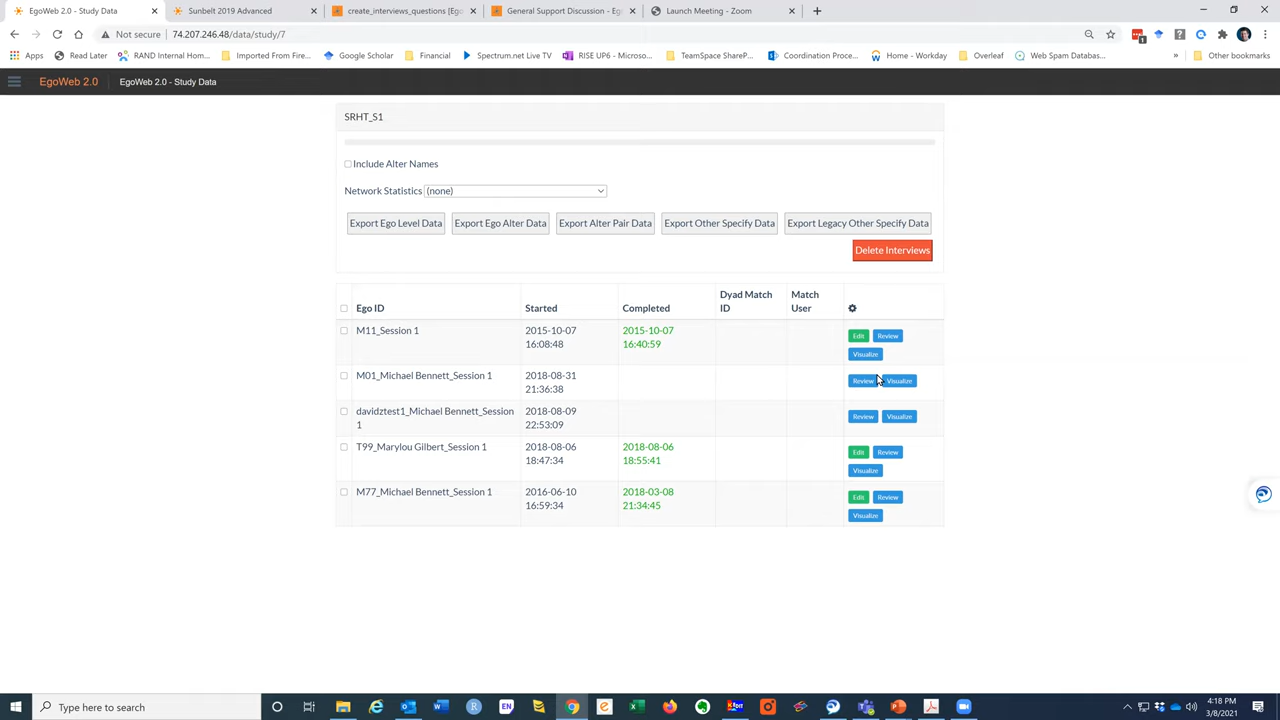 EgoWeb 2.0 - Study Data
Sunbelt 2019 Advanced
create_interviews_questions [Ego
General Support Discussion - Eg
Launch Meeting - Zoom
Not secure
74.207.246.48/data/study/7
Apps
Read Later
RAND Internal Hom...
Imported From Fire...
Google Scholar
Financial
Spectrum.net Live TV
RISE UP6 - Microso...
TeamSpace ShareP...
Coordination Proce...
Home - Workday
Overleaf
Web Spam Databas...
»
Other bookmarks
EgoWeb 2.0
EgoWeb 2.0 - Study Data
SRHT_S1
Include Alter Names
Network Statistics (none)
Export Ego Level Data
Export Ego Alter Data
Export Alter Pair Data
Export Other Specify Data
Export Legacy Other Specify Data
Delete Interviews
Ego ID
Started
Completed
Dyad Match
ID
Match
User
M11_Session 1
2015-10-07
16:08:48
2015-10-07
16:40:59
Edit
Review
Visualize
M01_Michael Bennett_Session 1
2018-08-31
21:36:38
Review
Visualize
davidztest1_Michael Bennett_Session
1
2018-08-09
22:53:09
Review
Visualize
T99_Marylou Gilbert_Session 1
2018-08-06
18:47:34
2018-08-06
18:55:41
Edit
Review
Visualize
M77_Michael Bennett_Session 1
2016-06-10
16:59:34
2018-03-08
21:34:45
Edit
Review
Visualize
Type here to search
EN
4:18 PM
3/8/2021